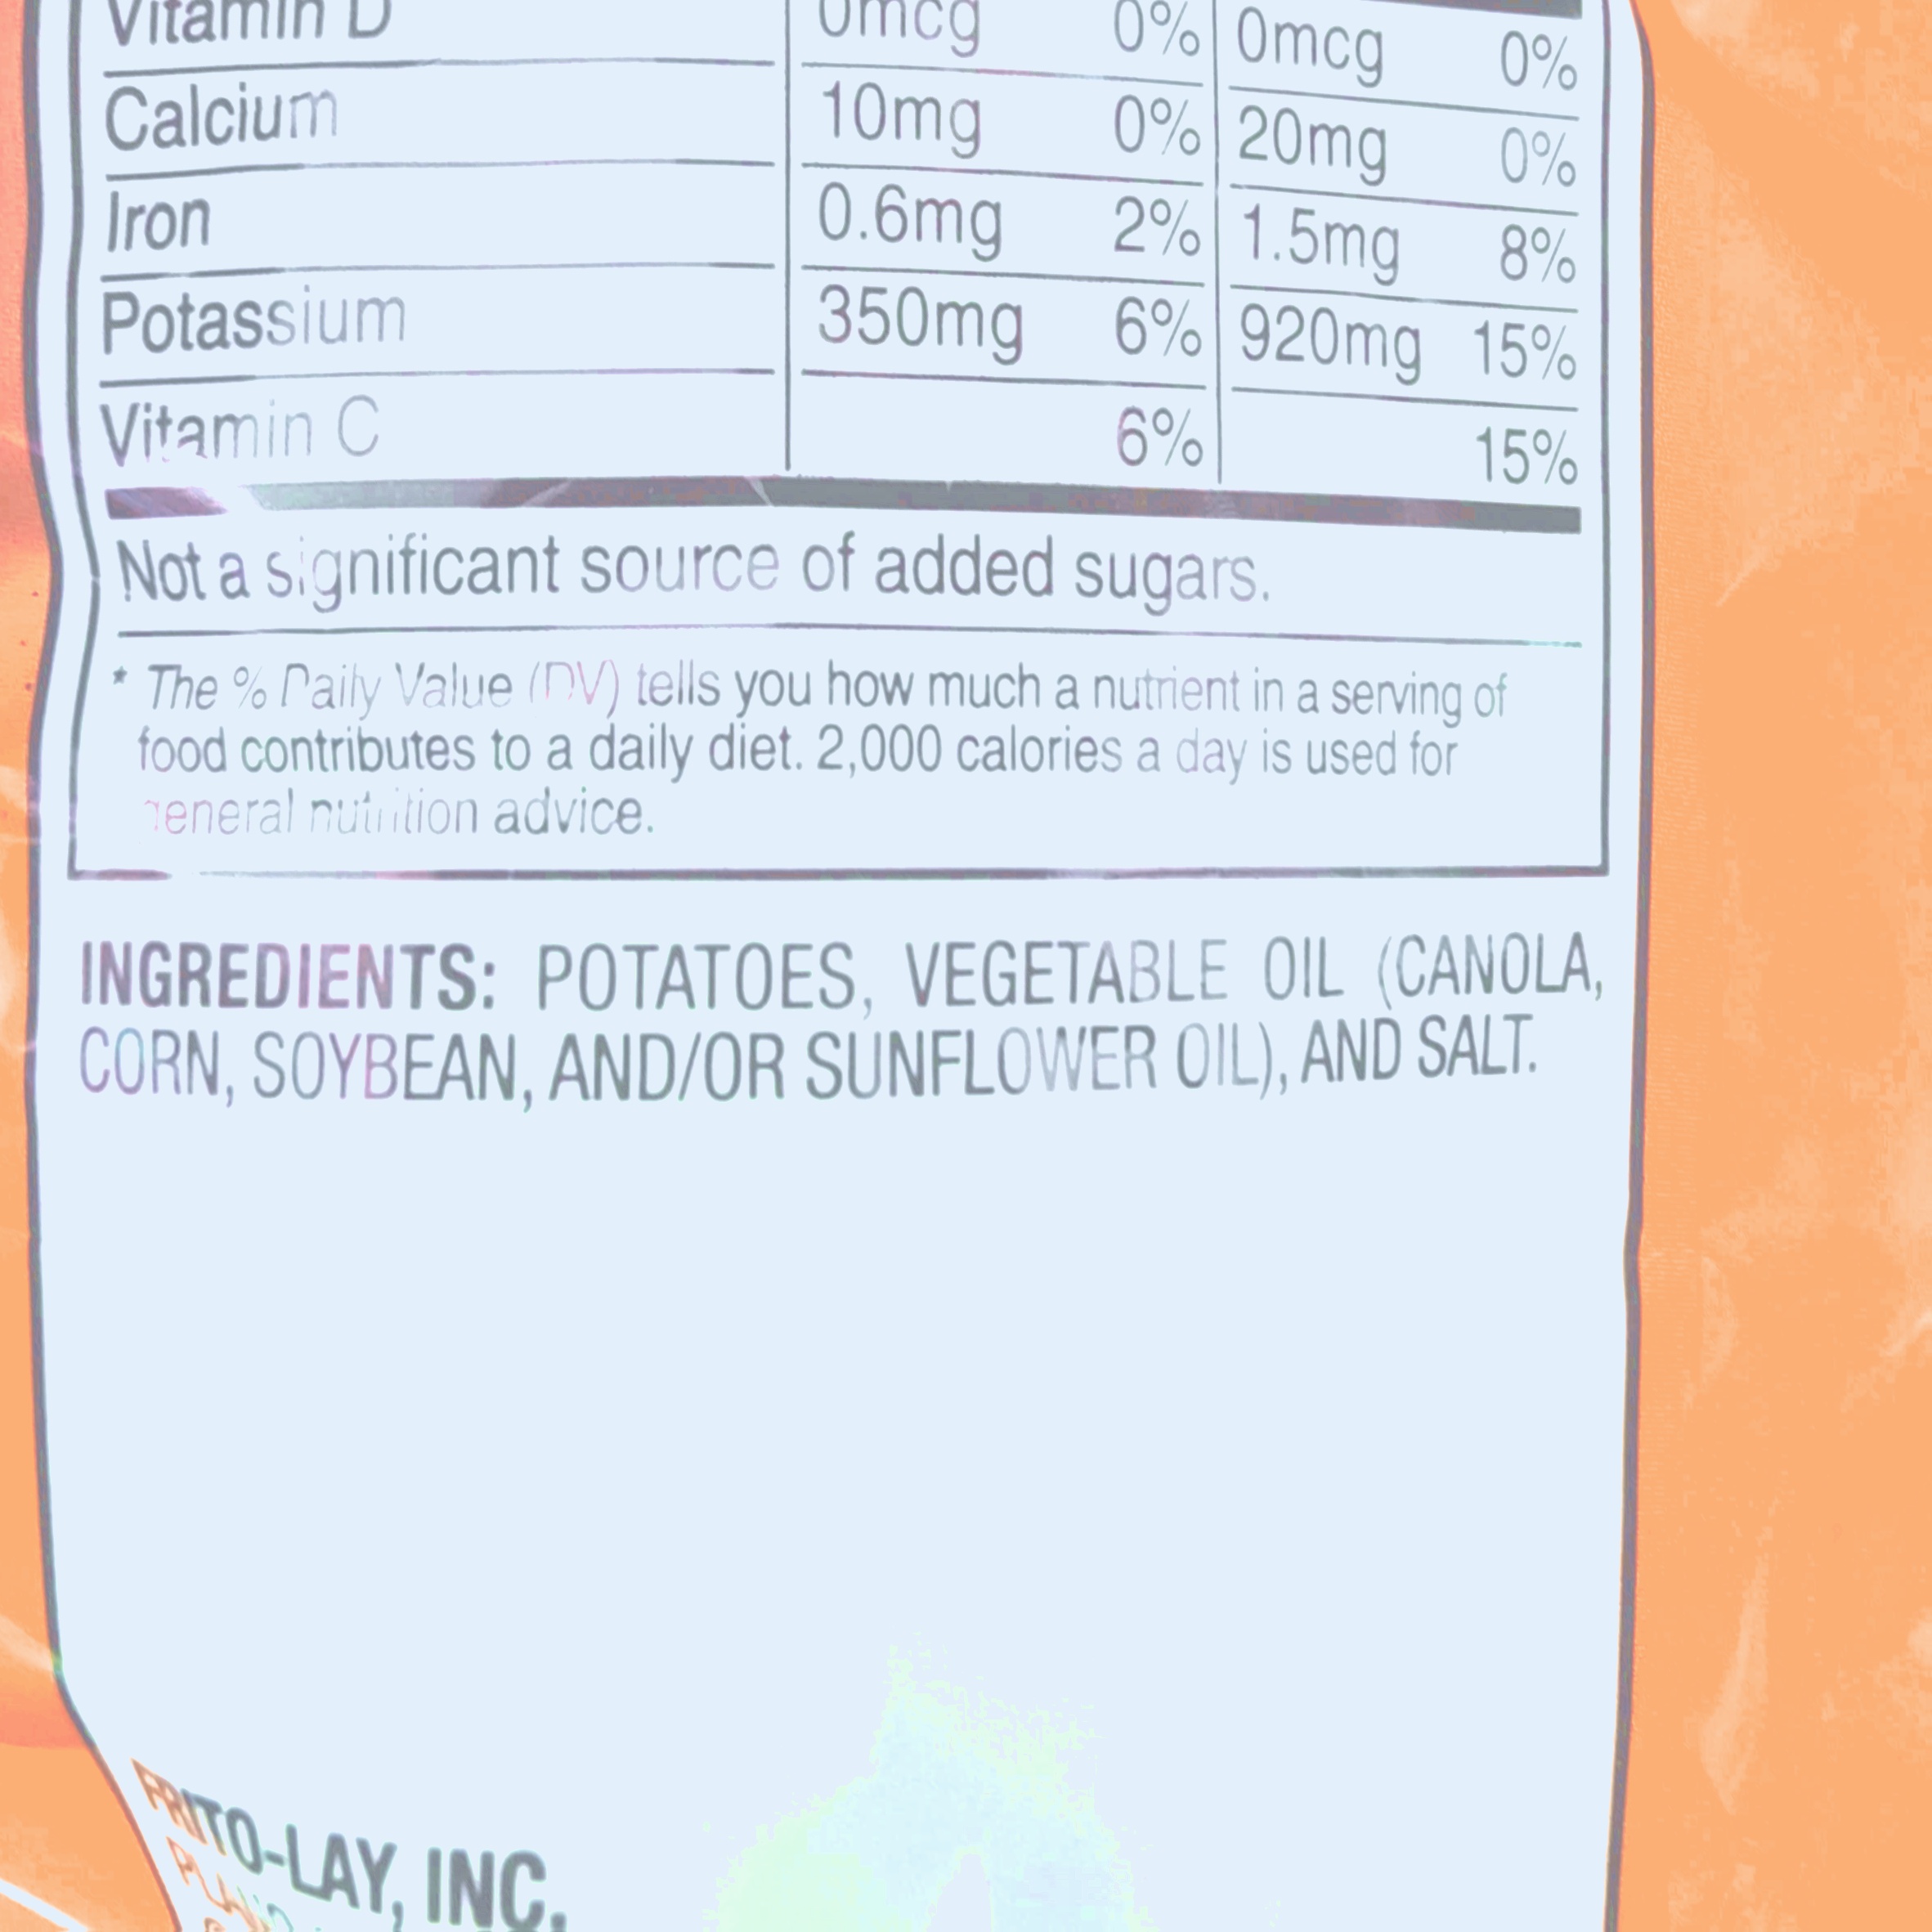 Vitamin D 0mcg 0% 0mcg 0%
Calcium 10mg 0% 20mg 0%
Iron 0.6mg 2% 1.5mg 8%
Potassium 350mg 6% 920mg 15%
Vitamin C 6% 15%
Not a significant source of added sugars.
* The % Daily Value (DV) tells you how much a nutrient in a serving of
food contributes to a daily diet. 2,000 calories a day is used for
general nutrition advice.
INGREDIENTS: POTATOES, VEGETABLE OIL (CANOLA,
CORN, SOYBEAN, AND/OR SUNFLOWER OIL), AND SALT.
FRITO-LAY, INC.